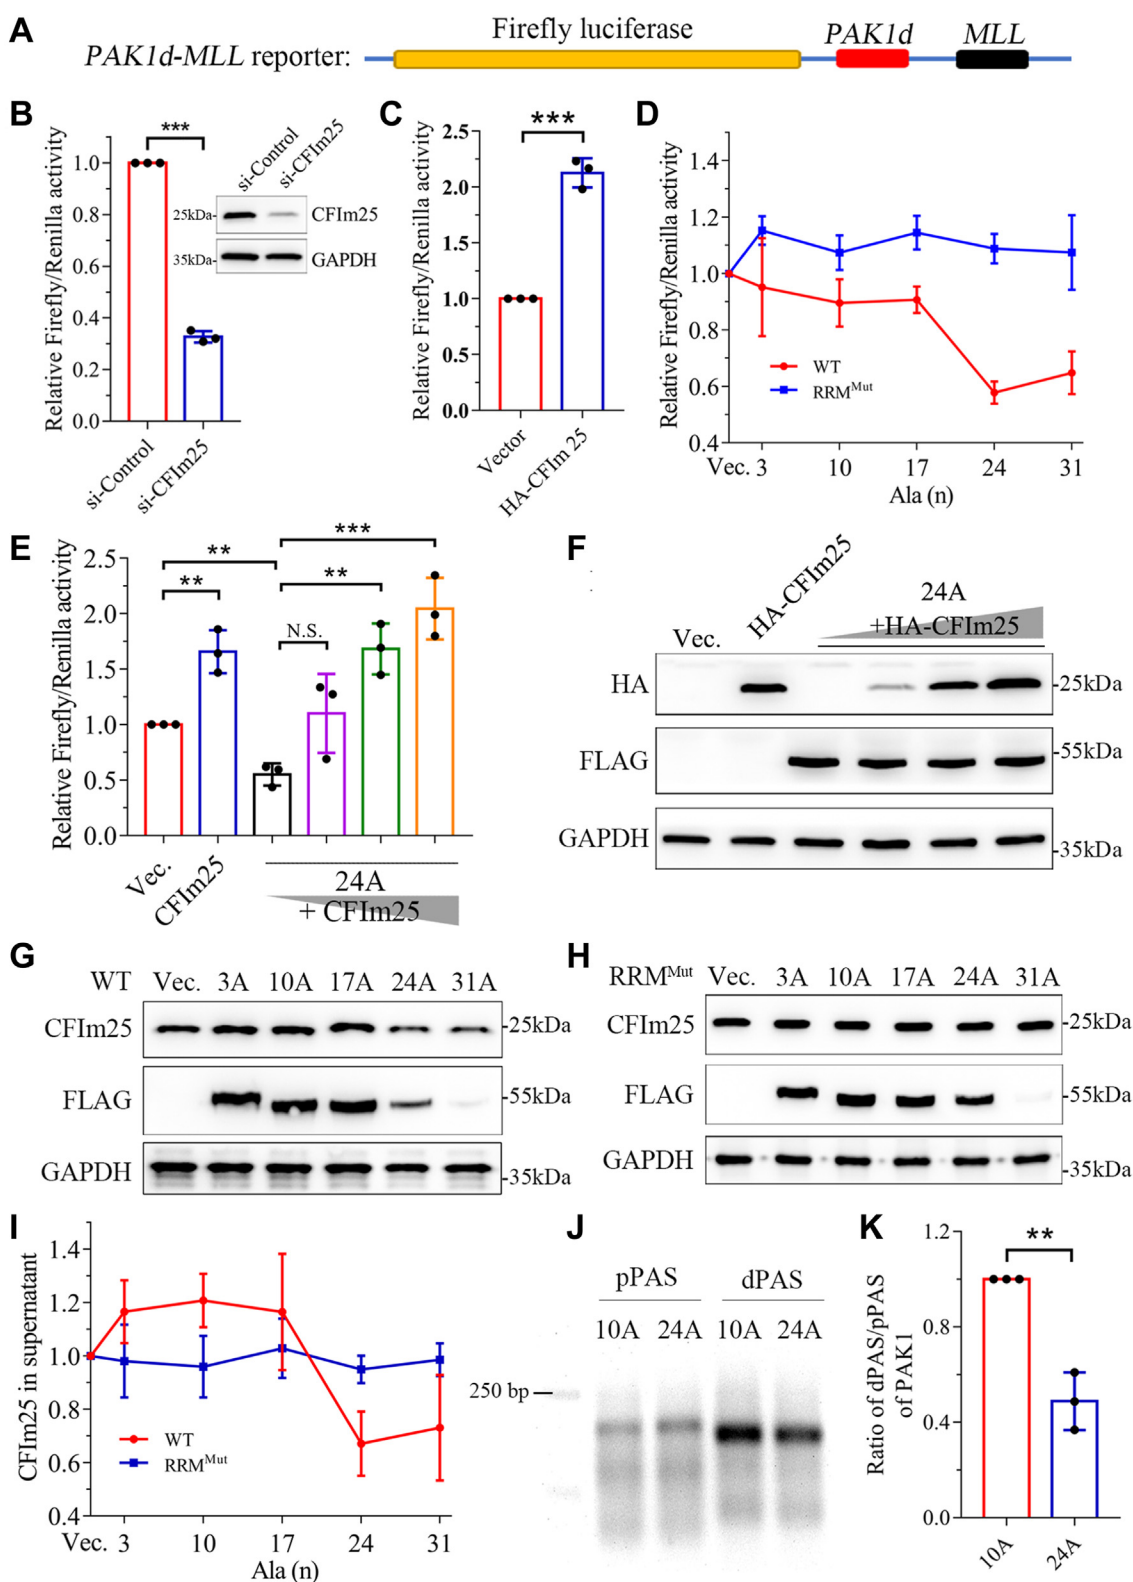 A
Firefly luciferase
PAK1d
MLL
PAK1d-MLL reporter:
B
Relative Firefly/Renilla activity
1.0
0.8
0.6
0.4
0.2
0.0
***
si-Control
si-CFIm25
si-Control
si-CFIm25
25kDa
CFIm25
35kDa
GAPDH
C
Relative Firefly/Renilla activity
2.5
2.0
1.5
1.0
0.5
0.0
***
Vector
HA-CFIm 25
D
Relative Firefly/Renilla activity
1.4
1.2
1.0
0.8
0.6
0.4
WT
RRM^Mut
Vec. 3 10 17 24 31
Ala (n)
E
Relative Firefly/Renilla activity
2.5
2.0
1.5
1.0
0.5
0.0
***
**
**
**
N.S.
Vec.
CFIm25
24A
+ CFIm25
F
Vec.
HA-CFIm25
24A
+HA-CFIm25
HA
25kDa
FLAG
55kDa
GAPDH
35kDa
G
WT Vec. 3A 10A 17A 24A 31A
CFIm25
25kDa
FLAG
55kDa
GAPDH
35kDa
H
RRM^Mut Vec. 3A 10A 17A 24A 31A
CFIm25
25kDa
FLAG
55kDa
GAPDH
35kDa
I
CFIm25 in supernatant
1.4
1.2
1.0
0.8
0.6
0.4
WT
RRM^Mut
Vec. 3 10 17 24 31
Ala (n)
J
pPAS dPAS
10A 24A 10A 24A
250 bp
K
Ratio of dPAS/pPAS
of PAK1
1.2
0.8
0.4
0.0
**
10A
24A